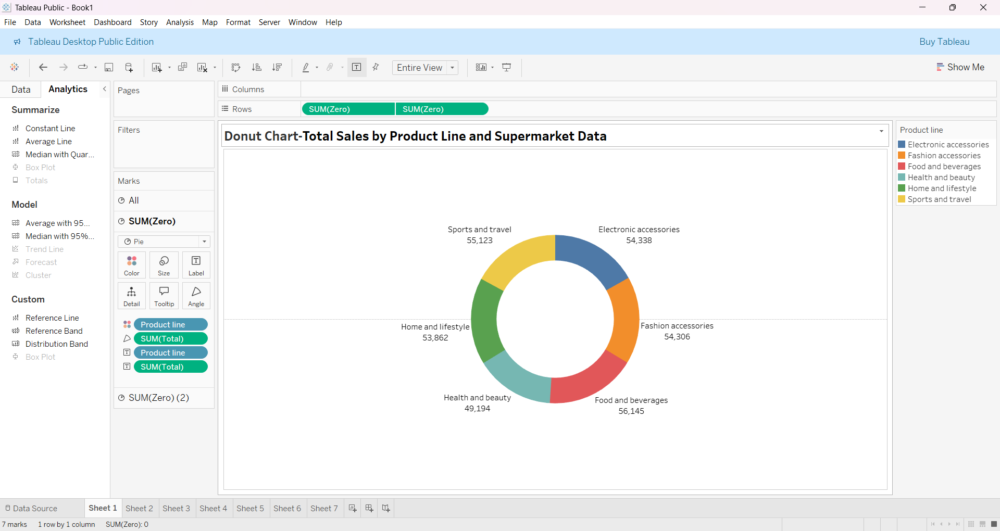 Tableau Public - Book1
File Data Worksheet Dashboard Story Analysis Map Format Server Window Help
Tableau Desktop Public Edition
Buy Tableau
Entire View
Show Me
Data
Analytics
Summarize
Constant Line
Average Line
Median with Quar...
Box Plot
Totals
Model
Average with 95...
Median with 95%...
Trend Line
Forecast
Cluster
Custom
Reference Line
Reference Band
Distribution Band
Box Plot
Pages
Filters
Marks
All
SUM(Zero)
Pie
Color
Size
Label
Detail
Tooltip
Angle
Product line
SUM(Total)
Product line
SUM(Total)
SUM(Zero) (2)
Columns
Rows
SUM(Zero)
SUM(Zero)
Donut Chart-Total Sales by Product Line and Supermarket Data
Sports and travel
55,123
Electronic accessories
54,338
Home and lifestyle
53,862
Fashion accessories
54,306
Health and beauty
49,194
Food and beverages
56,145
Product line
Electronic accessories
Fashion accessories
Food and beverages
Health and beauty
Home and lifestyle
Sports and travel
Data Source
Sheet 1
Sheet 2
Sheet 3
Sheet 4
Sheet 5
Sheet 6
Sheet 7
7 marks
1 row by 1 column
SUM(Zero): 0